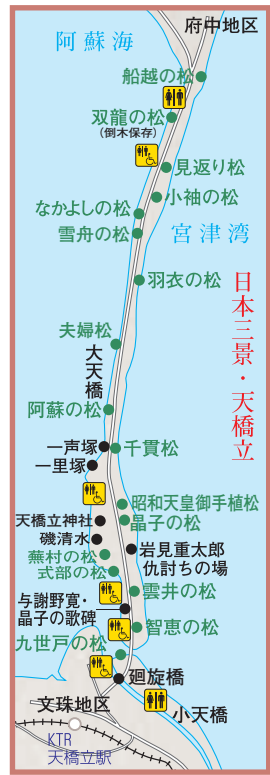 府中地区
阿蘇海
船越の松
双龍の松
(倒木保存)
見返り松
小袖の松
なかよしの松
雪舟の松
宮津湾
羽衣の松
日本三景・天橋立
夫婦松
大天橋
阿蘇の松
一声塚
千貫松
一里塚
昭和天皇御手植松
天橋立神社
晶子の松
磯清水
岩見重太郎
仇討ちの場
蕪村の松
式部の松
雲井の松
与謝野寛・
晶子の歌碑
智恵の松
九世戸の松
廻旋橋
文珠地区
小天橋
KTR
天橋立駅